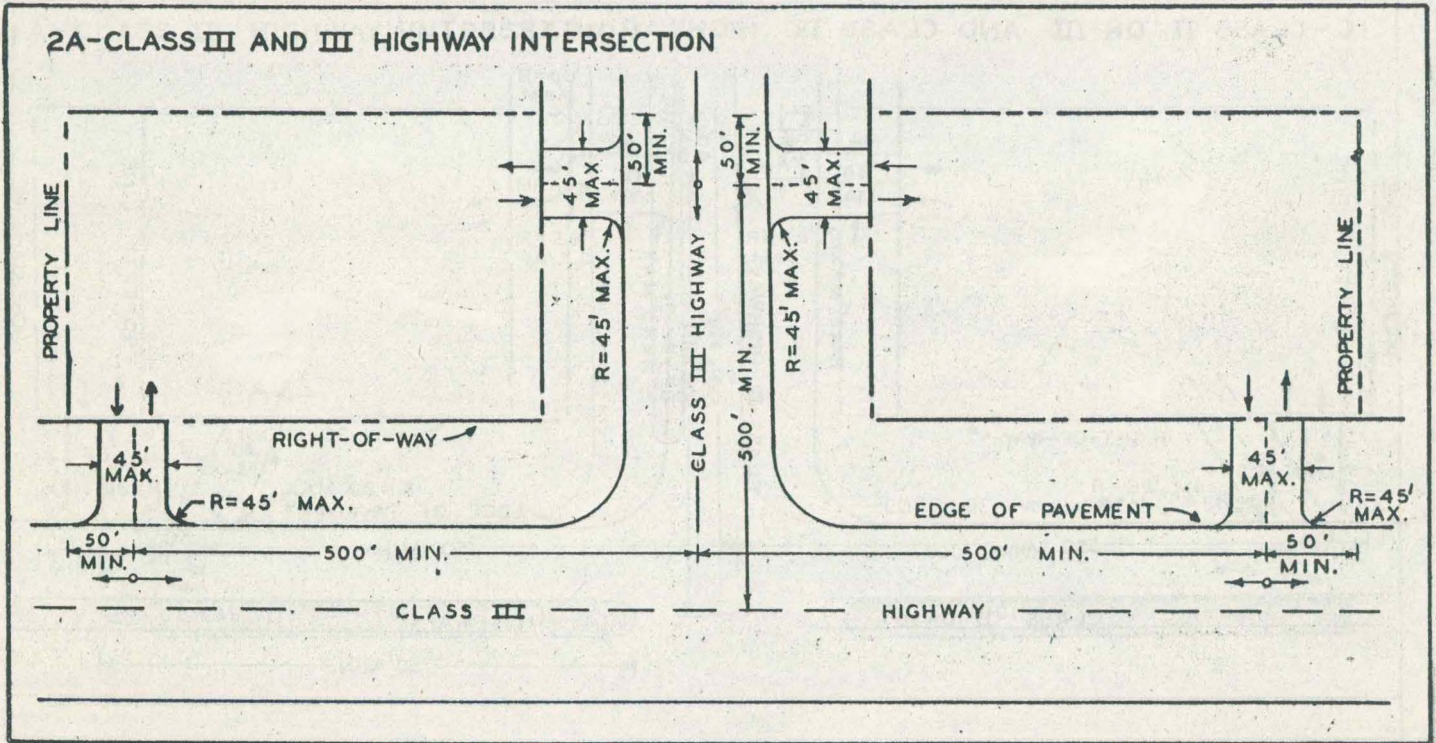 2A-CLASS III AND III HIGHWAY INTERSECTION
PROPERTY LINE
45'
MAX
50'
MIN.
50'
MIN.
45'
MAX
PROPERTY LINE
R=45' MAX.
CLASS III HIGHWAY
500' MIN.
R=45' MAX.
RIGHT-OF-WAY
45'
MAX.
R=45' MAX.
45'
MAX.
EDGE OF PAVEMENT
R=45'
MAX.
50'
MIN.
500' MIN.
500' MIN.
50'
MIN.
CLASS III
HIGHWAY